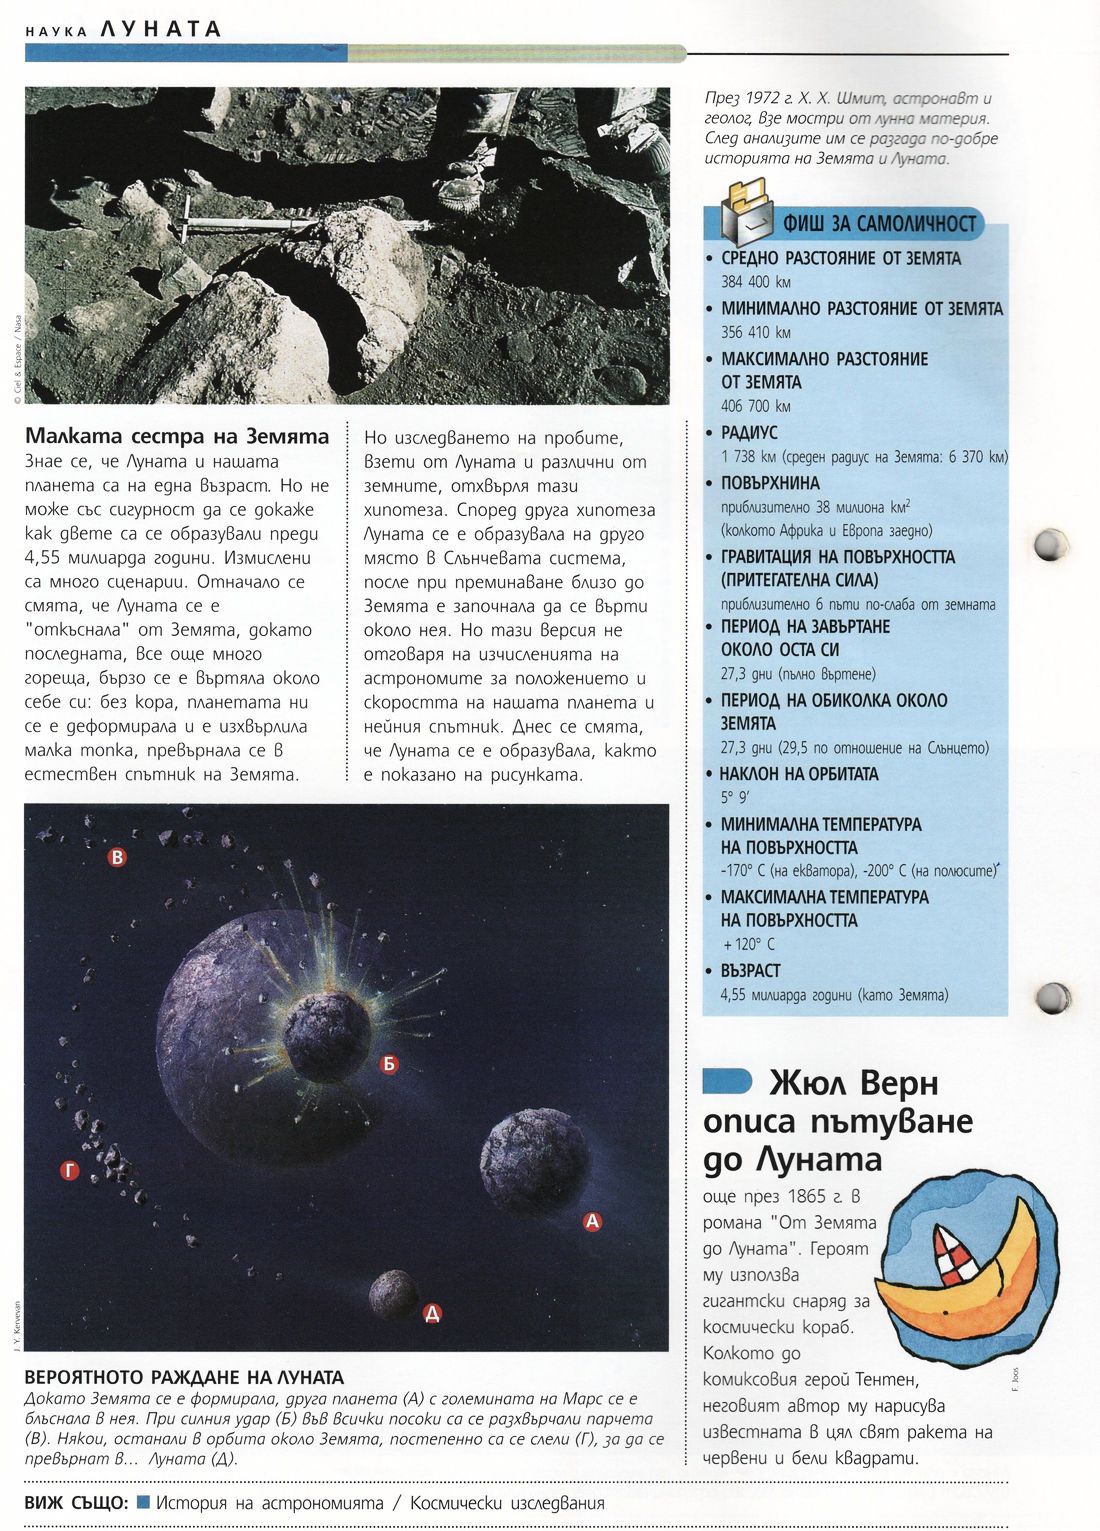 НАУКА ЛУНАТА
През 1972 г. Х. Х. Шмит, астронавт и
геолог, взе мостри от лунна материя.
След анализите им се разгада по-добре
историята на Земята и Луната.
© Ciel & Espace / Nasa
ФИШ ЗА САМОЛИЧНОСТ
• СРЕДНО РАЗСТОЯНИЕ ОТ ЗЕМЯТА
384 400 км
• МИНИМАЛНО РАЗСТОЯНИЕ ОТ ЗЕМЯТА
356 410 км
• МАКСИМАЛНО РАЗСТОЯНИЕ
ОТ ЗЕМЯТА
406 700 км
• РАДИУС
1 738 км (среден радиус на Земята: 6 370 км)
• ПОВЪРХНИНА
приблизително 38 милиона км²
(колкото Африка и Европа заедно)
• ГРАВИТАЦИЯ НА ПОВЪРХНОСТТА
(ПРИТЕГАТЕЛНА СИЛА)
приблизително 6 пъти по-слаба от земната
• ПЕРИОД НА ЗАВЪРТАНЕ
ОКОЛО ОСТА СИ
27,3 дни (пълно въртене)
• ПЕРИОД НА ОБИКОЛКА ОКОЛО
ЗЕМЯТА
27,3 дни (29,5 по отношение на Слънцето)
• НАКЛОН НА ОРБИТАТА
5° 9′
• МИНИМАЛНА ТЕМПЕРАТУРА
НА ПОВЪРХНОСТТА
-170° С (на екватора), -200° С (на полюсите)
• МАКСИМАЛНА ТЕМПЕРАТУРА
НА ПОВЪРХНОСТТА
+120° С
• ВЪЗРАСТ
4,55 милиарда години (като Земята)
Малката сестра на Земята
Знае се, че Луната и нашата
планета са на една възраст. Но не
може със сигурност да се докаже
как двете са се образували преди
4,55 милиарда години. Измислени
са много сценарии. Отначало се
смята, че Луната се е
"откъснала" от Земята, докато
последната, все още много
гореща, бързо се е въртяла около
себе си: без кора, планетата ни
се е деформирала и е изхвърлила
малка топка, превърнала се в
естествен спътник на Земята.
Но изследването на пробите,
взети от Луната и различни от
земните, отхвърля тази
хипотеза. Според друга хипотеза
Луната се е образувала на друго
място в Слънчевата система,
после при преминаване близо до
Земята е започнала да се върти
около нея. Но тази версия не
отговаря на изчисленията на
астрономите за положението и
скоростта на нашата планета и
нейния спътник. Днес се смята,
че Луната се е образувала, както
е показано на рисунката.
В
Б
Г
А
Д
J. Y. Kervevan
ВЕРОЯТНОТО РАЖДАНЕ НА ЛУНАТА
Докато Земята се е формирала, друга планета (А) с големината на Марс се е
блъснала в нея. При силния удар (Б) във всички посоки са се разхвърчали парчета
(В). Някои, останали в орбита около Земята, постепенно са се слели (Г), за да се
превърнат в... Луната (Д).
Жюл Верн
описа пътуване
до Луната
още през 1865 г. в
романа "От Земята
до Луната". Героят
му използва
гигантски снаряд за
космически кораб.
Колкото до
комиксовия герой Тентен,
неговият автор му нарисува
известната в цял свят ракета на
червени и бели квадрати.
F. Joos
ВИЖ СЪЩО: История на астрономията / Космически изследвания